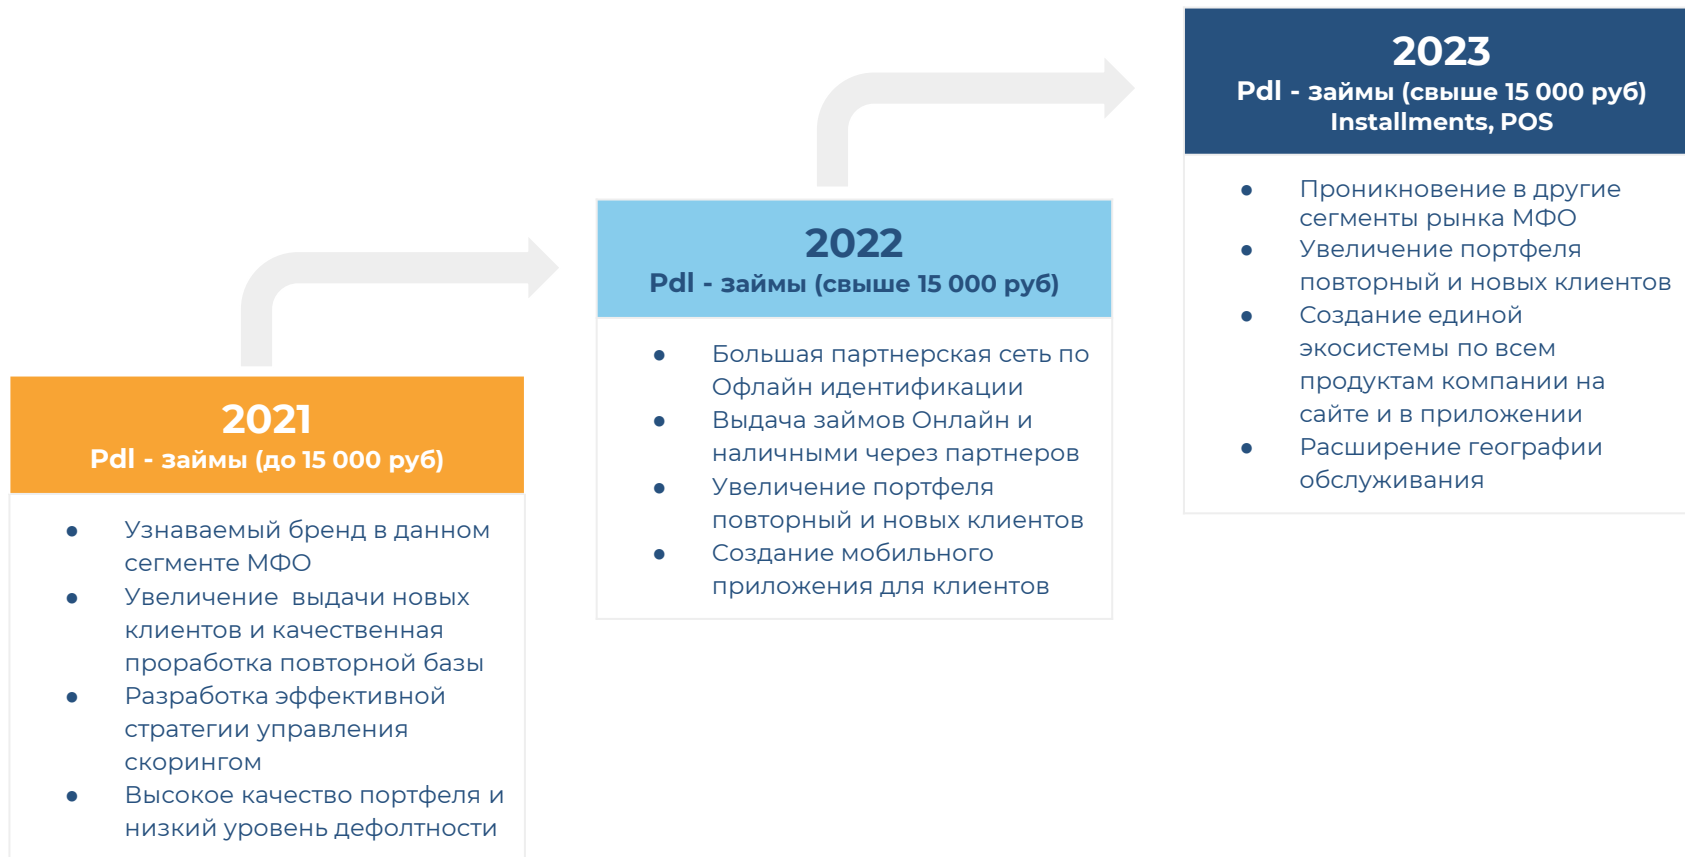 2021
Pdl - займы (до 15 000 руб)
● Узнаваемый бренд в данном
сегменте МФО
● Увеличение  выдачи новых
клиентов и качественная
проработка повторной базы
● Разработка эффективной
стратегии управления
скорингом
● Высокое качество портфеля и
низкий уровень дефолтности
2022
Pdl - займы (свыше 15 000 руб)
● Большая партнерская сеть по
Офлайн идентификации
● Выдача займов Онлайн и
наличными через партнеров
● Увеличение портфеля
повторный и новых клиентов
● Создание мобильного
приложения для клиентов
2023
Pdl - займы (свыше 15 000 руб)
Installments, POS
● Проникновение в другие
сегменты рынка МФО
● Увеличение портфеля
повторный и новых клиентов
● Создание единой
экосистемы по всем
продуктам компании на
сайте и в приложении
● Расширение географии
обслуживания